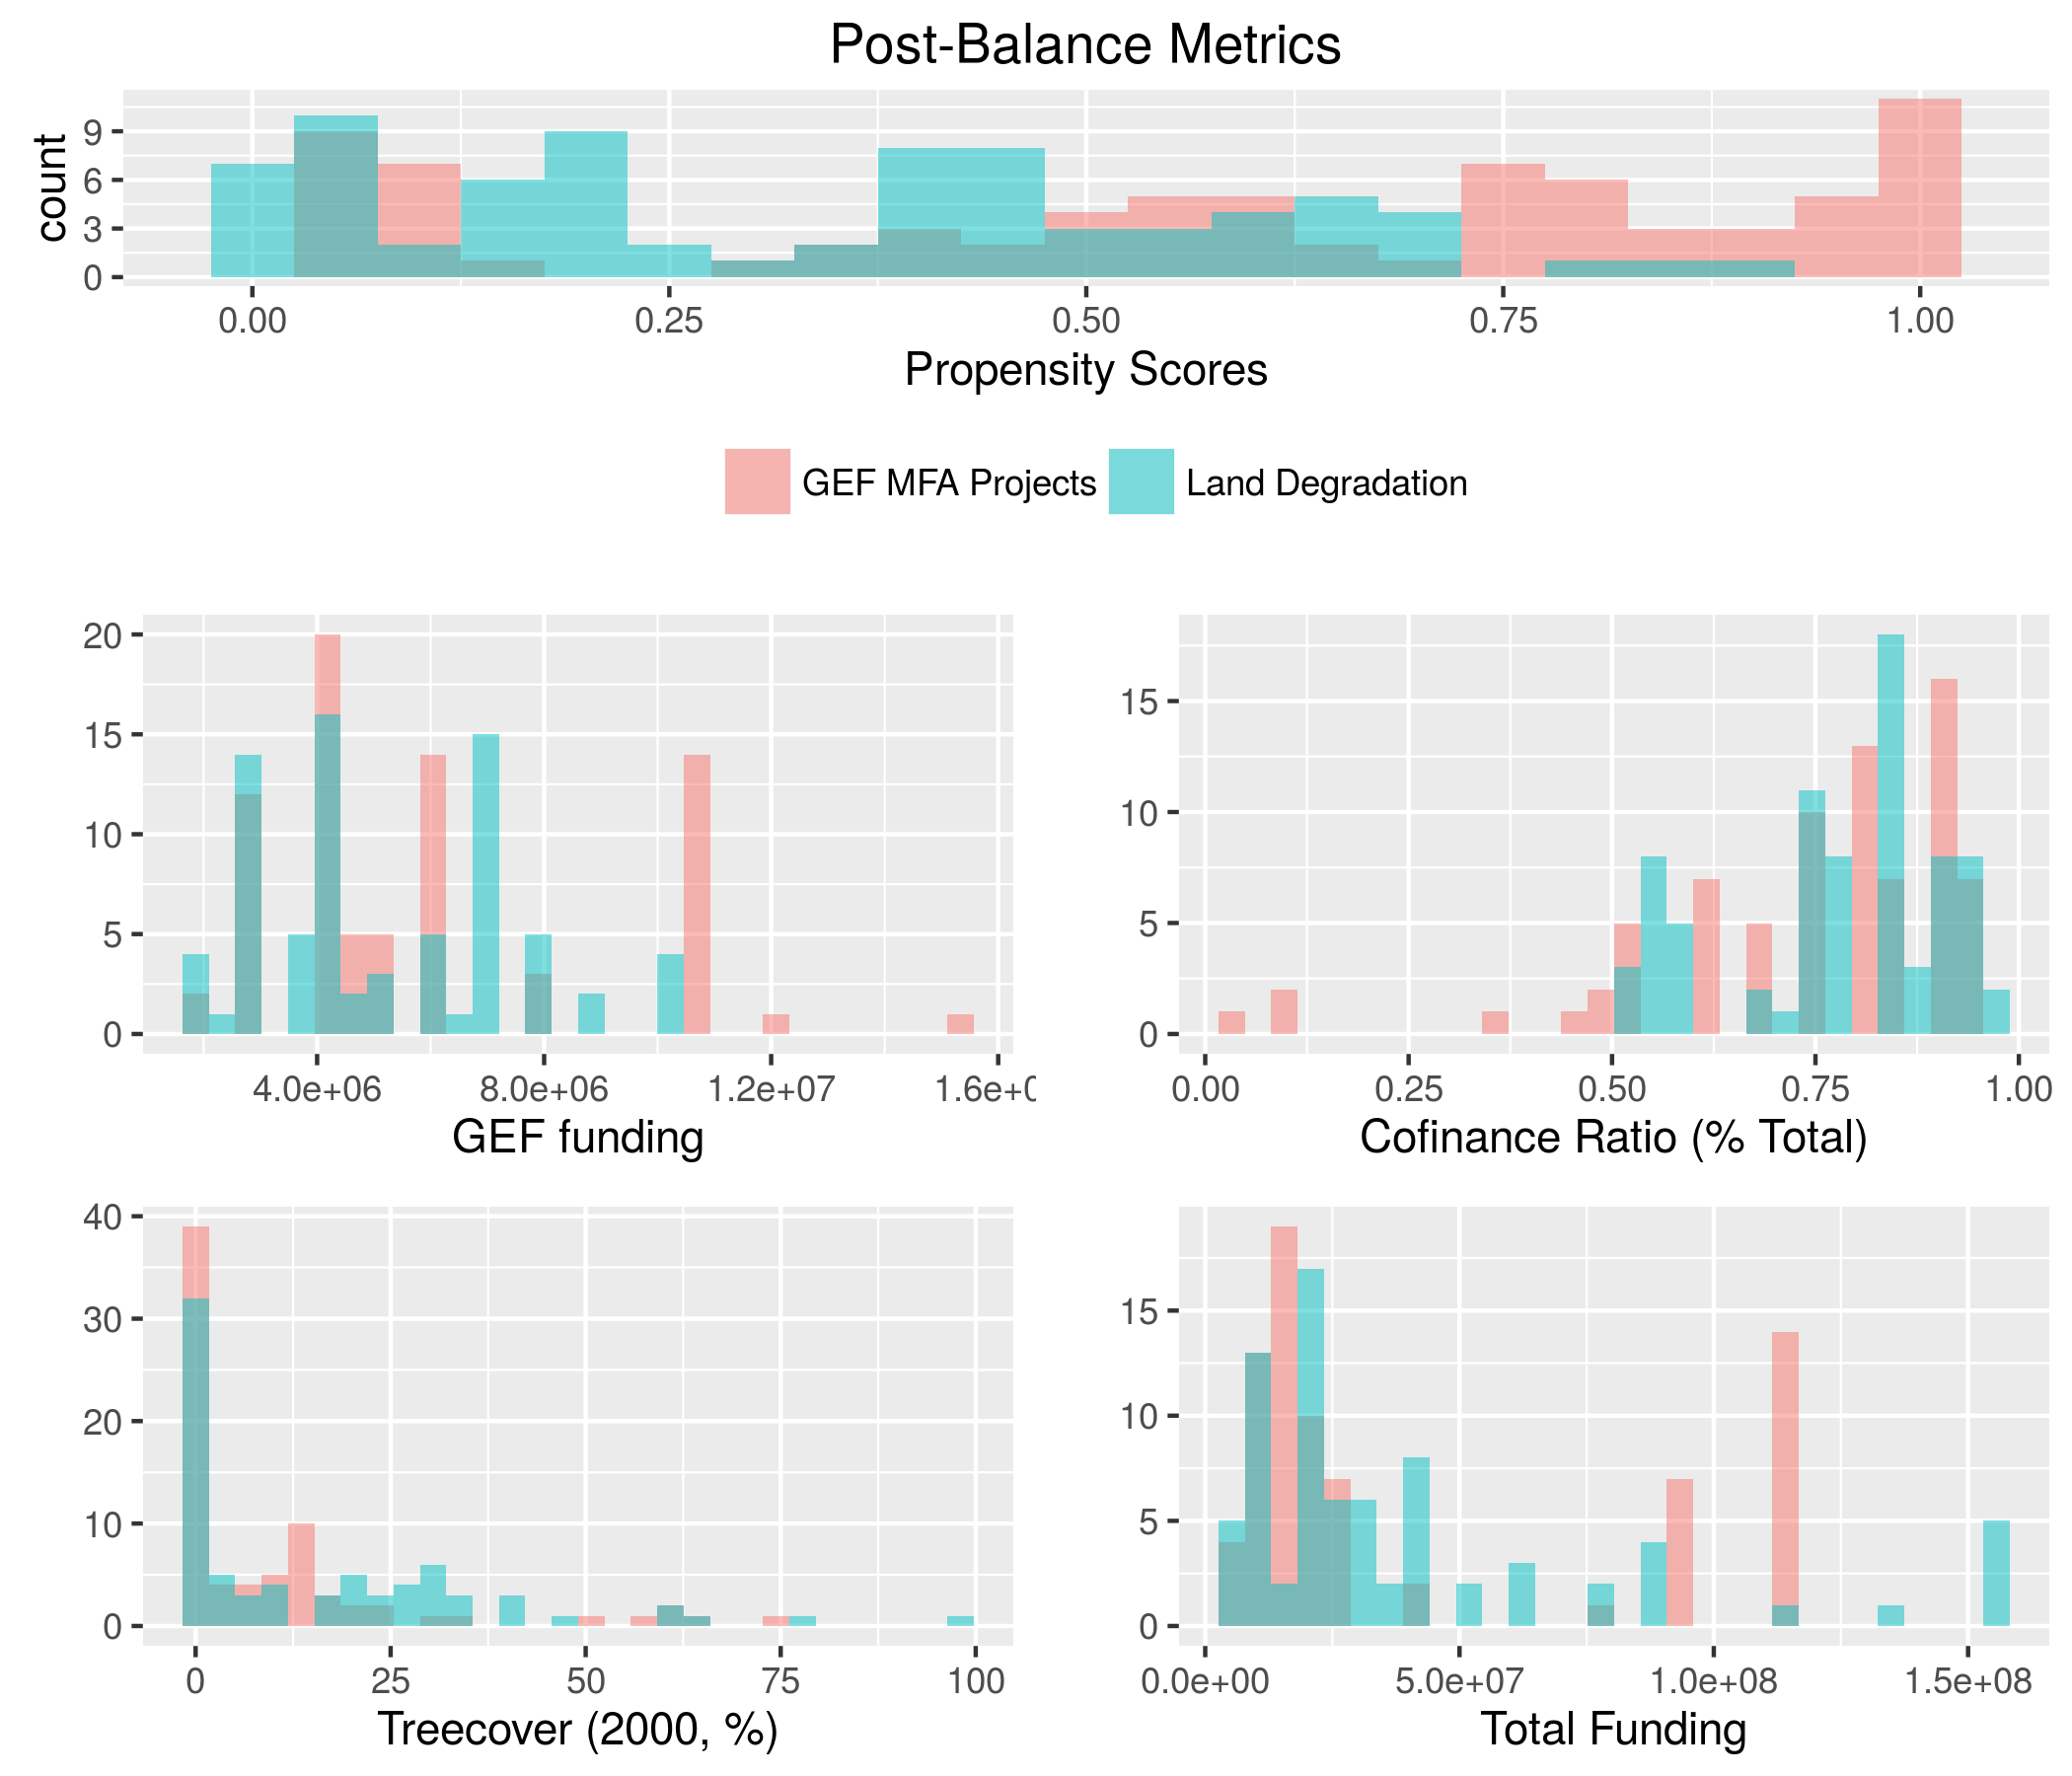 Post-Balance Metrics
count
9
6
3
0
0.00 0.25 0.50 0.75 1.00
Propensity Scores
GEF MFA Projects Land Degradation
20
15
10
5
0
4.0e+06 8.0e+06 1.2e+07 1.6e+0
GEF funding
15
10
5
0
0.00 0.25 0.50 0.75 1.00
Cofinance Ratio (% Total)
40
30
20
10
0
0 25 50 75 100
Treecover (2000, %)
15
10
5
0
0.0e+00 5.0e+07 1.0e+08 1.5e+08
Total Funding